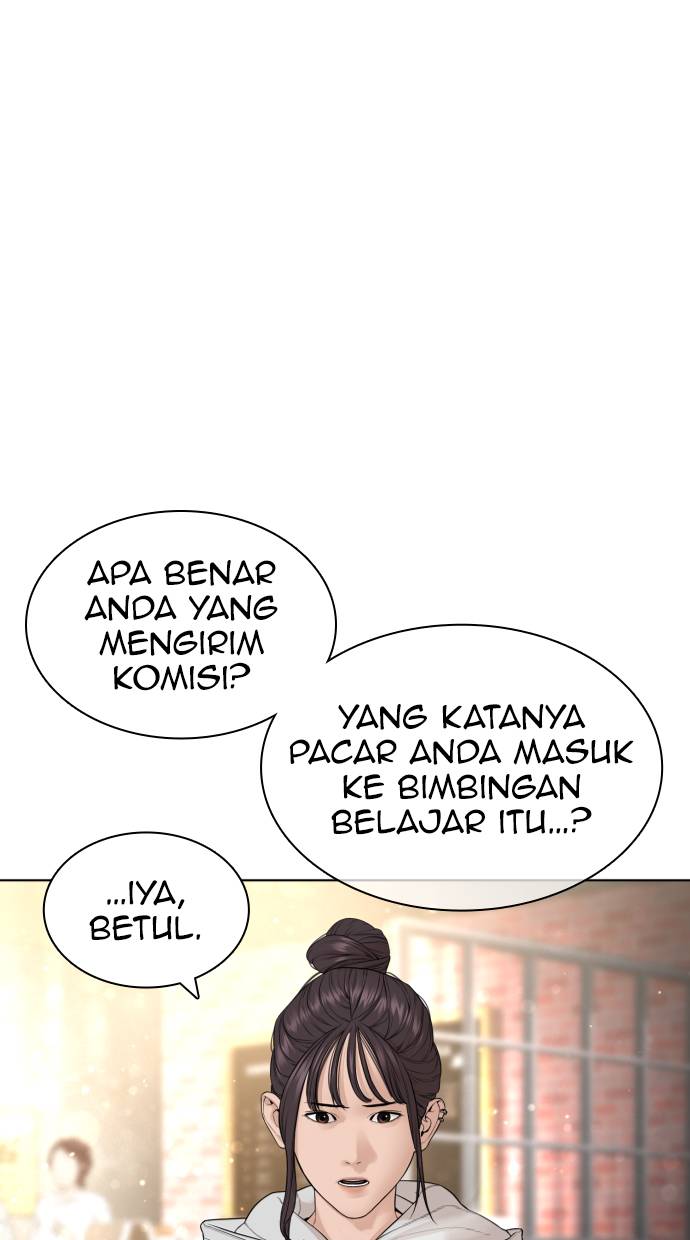 APA BENAR
ANDA YANG
MENGIRIM
KOMISI?
YANG KATANYA
PACAR ANDA MASUK
KE BIMBINGAN
BELAJAR ITU...?
...IYA,
BETUL.